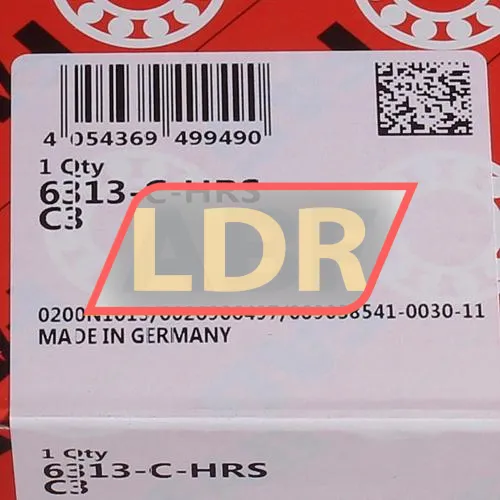 4 054369 499490
1 Qty
6313-C-HRS
C3
LDR
MADE IN GERMANY
1 Qty
6313-C-HRS
C3